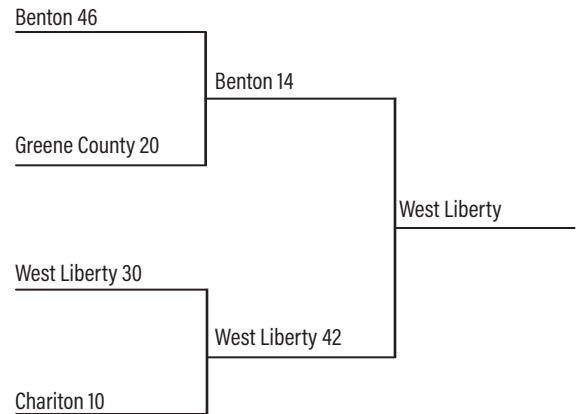 Benton 46
Benton 14
Greene County 20
West Liberty
West Liberty 30
West Liberty 42
Chariton 10